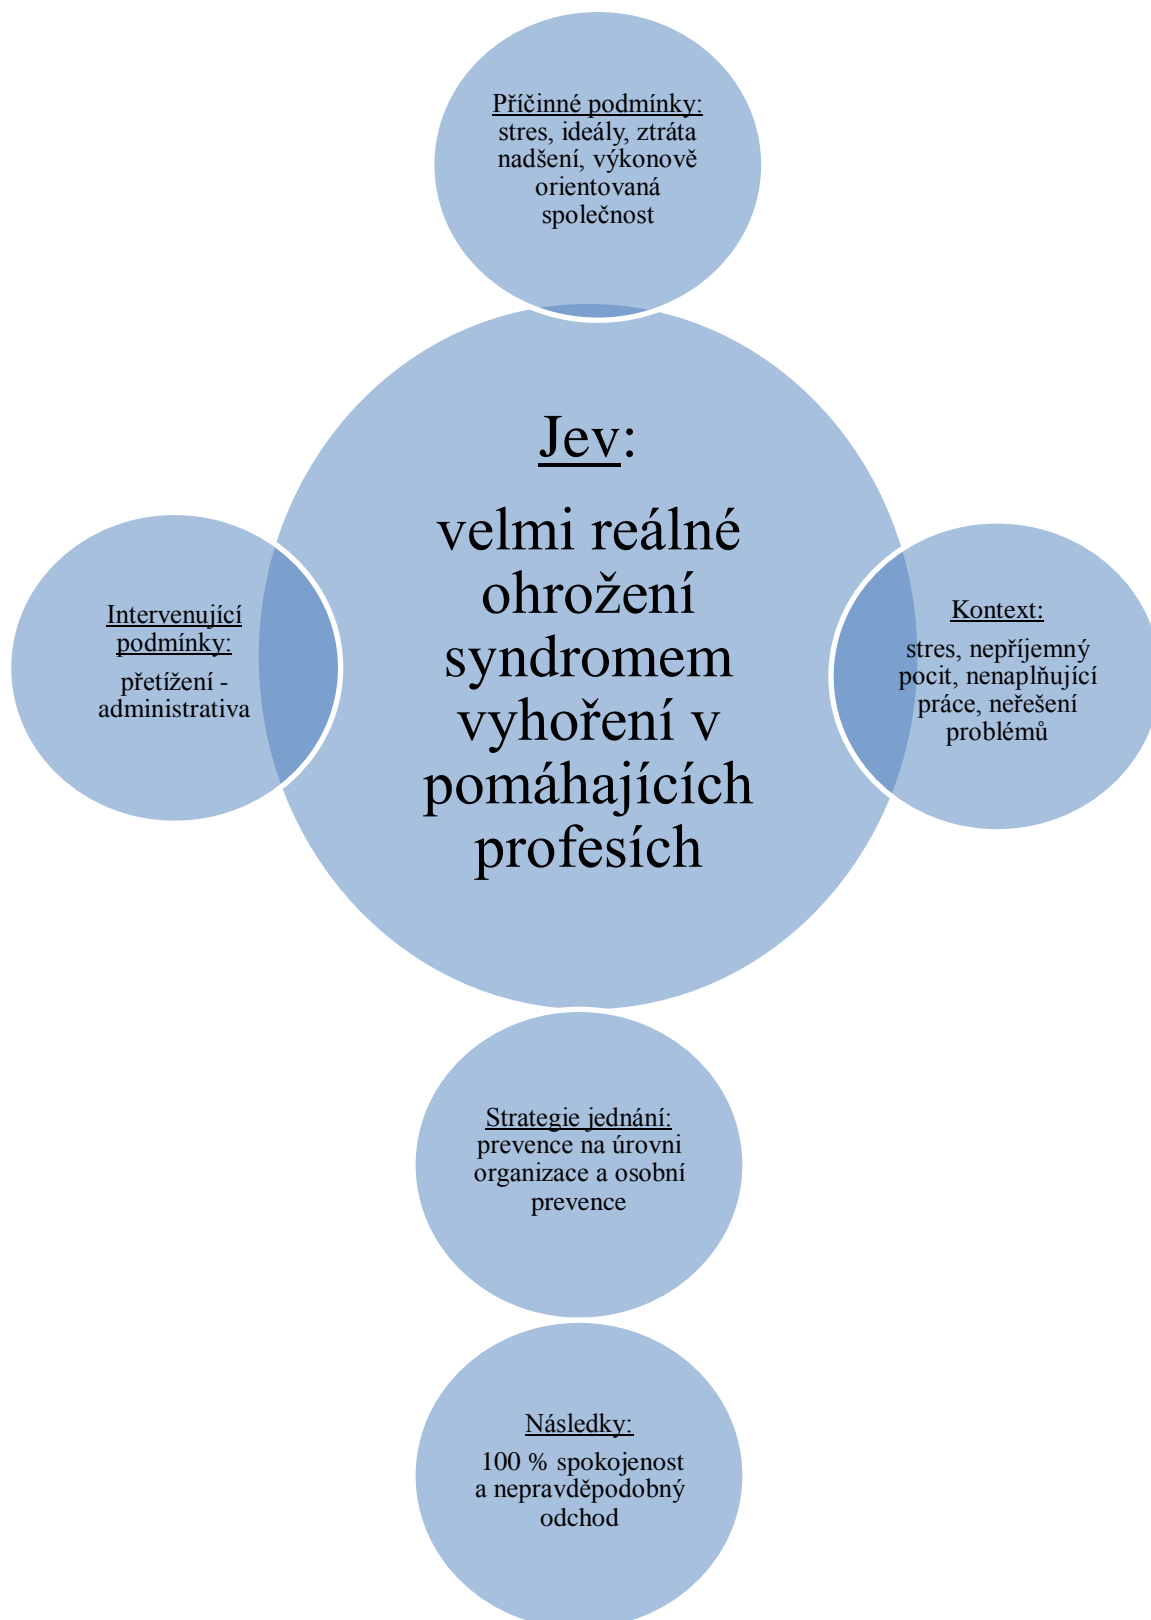 Příčinné podmínky:
stres, ideály, ztráta
nadšení, výkonově
orientovaná
společnost
Jev:
velmi reálné
ohrožení
syndromem
vyhoření v
pomáhajících
profesích
Intervenující
podmínky:
přetížení -
administrativa
Kontext:
stres, nepříjemný
pocit, nenaplňující
práce, neřešení
problémů
Strategie jednání:
prevence na úrovni
organizace a osobní
prevence
Následky:
100 % spokojenost
a nepravděpodobný
odchod